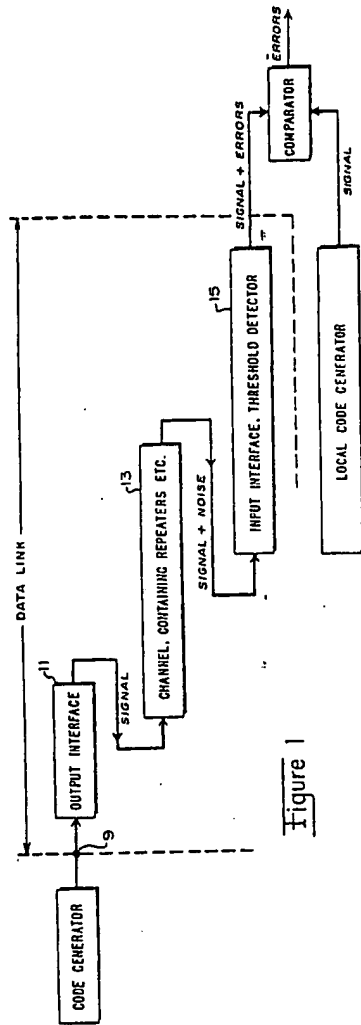 DATA LINK
CODE GENERATOR
9
11
OUTPUT INTERFACE
SIGNAL
13
CHANNEL, CONTAINING REPEATERS ETC.
SIGNAL + NOISE
15
INPUT INTERFACE, THRESHOLD DETECTOR
SIGNAL + ERRORS
LOCAL CODE GENERATOR
SIGNAL
COMPARATOR
ERRORS
Figure 1